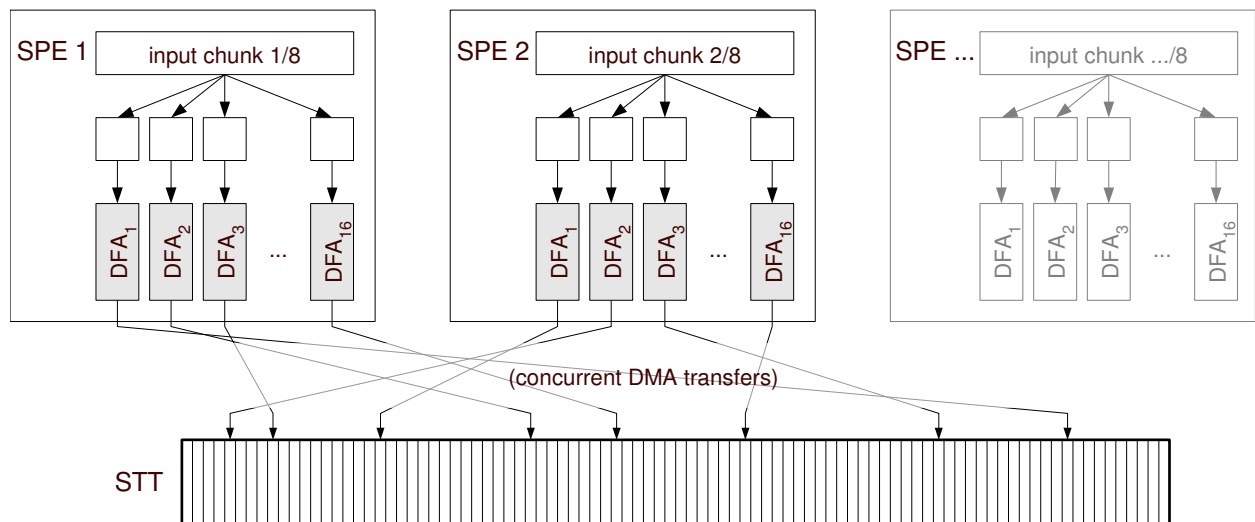 SPE 1
input chunk 1/8
DFA1
DFA2
DFA3
...
DFA16
SPE 2
input chunk 2/8
DFA1
DFA2
DFA3
...
DFA16
SPE ...
input chunk .../8
DFA1
DFA2
DFA3
...
DFA16
(concurrent DMA transfers)
STT